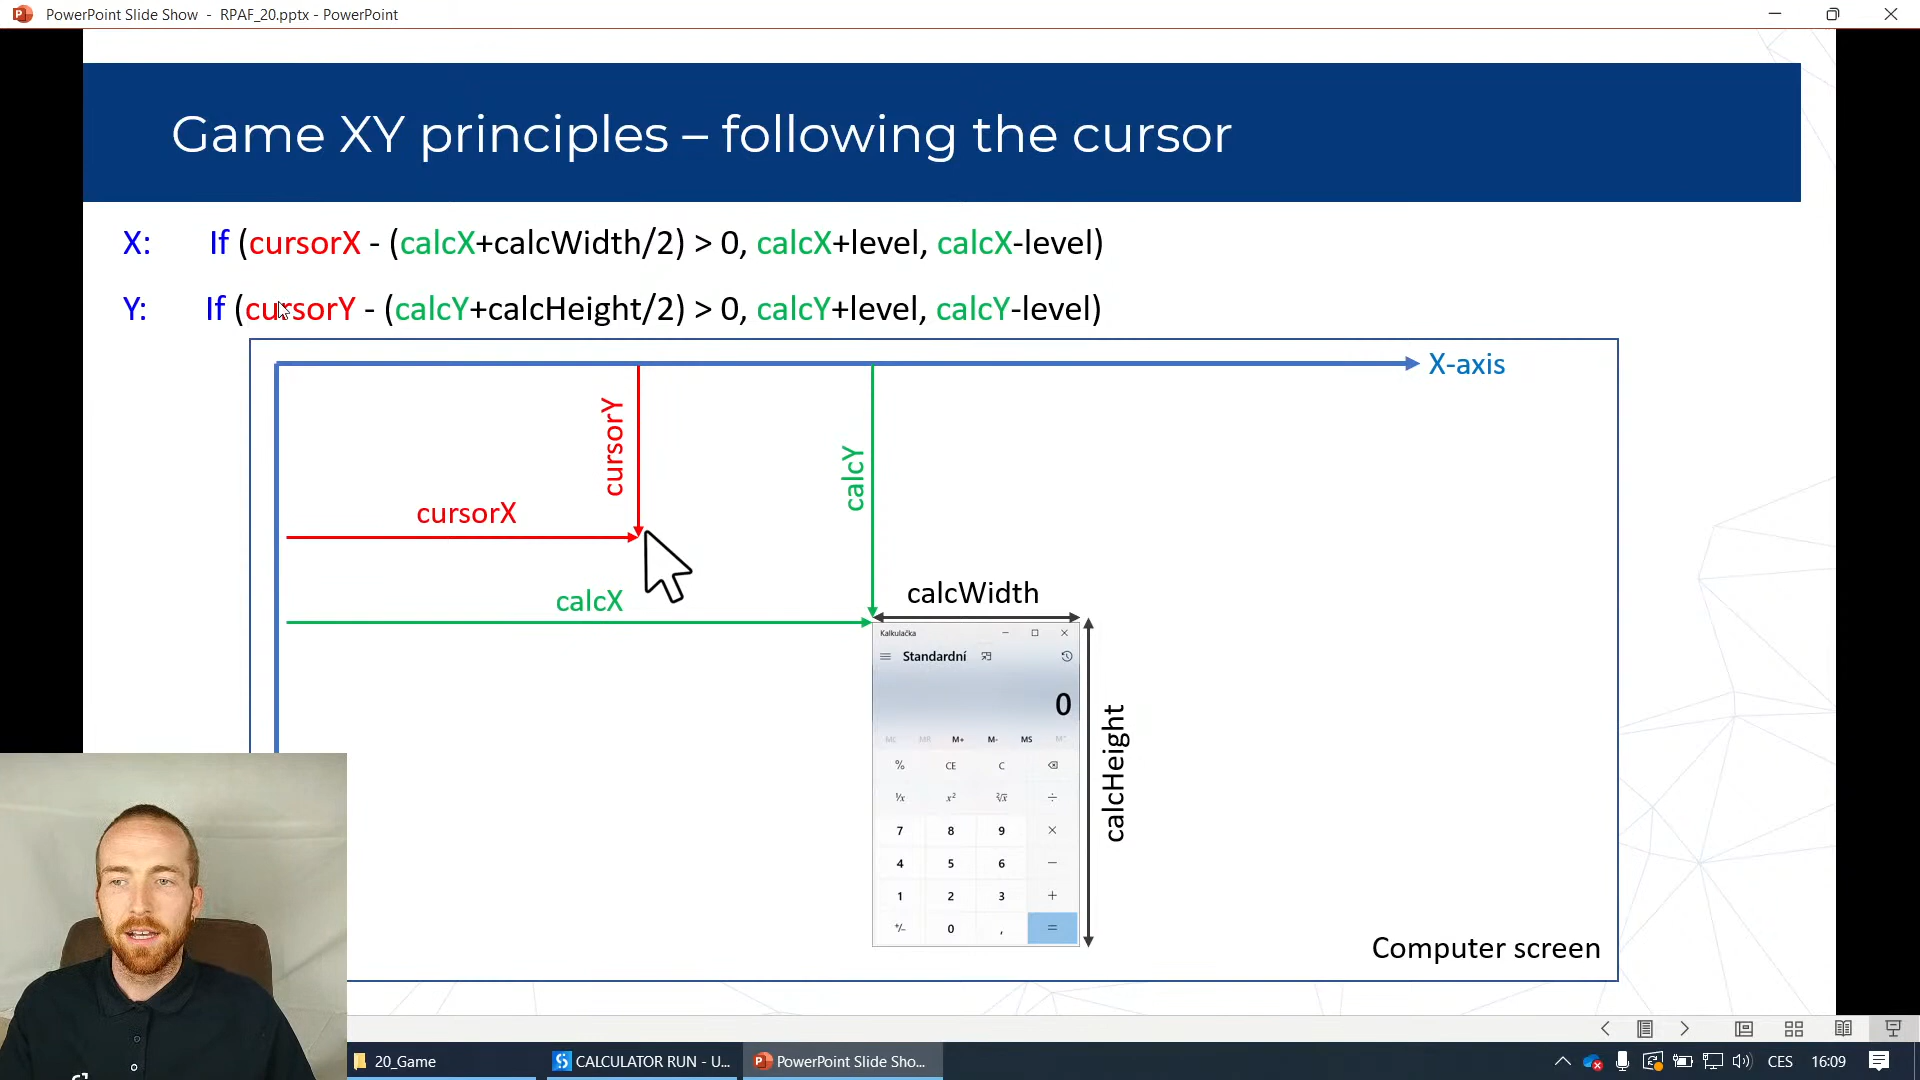 PowerPoint Slide Show - RPAF_20.pptx - PowerPoint
Game XY principles – following the cursor
X: If (cursorX - (calcX+calcWidth/2) > 0, calcX+level, calcX-level)
Y: If (cursorY - (calcY+calcHeight/2) > 0, calcY+level, calcY-level)
X-axis
cursorY
calcY
cursorX
calcX
calcWidth
Kalkulačka
Standardní
0
MC MR M+ M- MS
calcHeight
% CE C
¹/x x² ²√x ÷
7 8 9 ×
4 5 6 −
1 2 3 +
+/- 0 , =
Computer screen
20_Game
CALCULATOR RUN - U...
PowerPoint Slide Sho...
CES
16:09